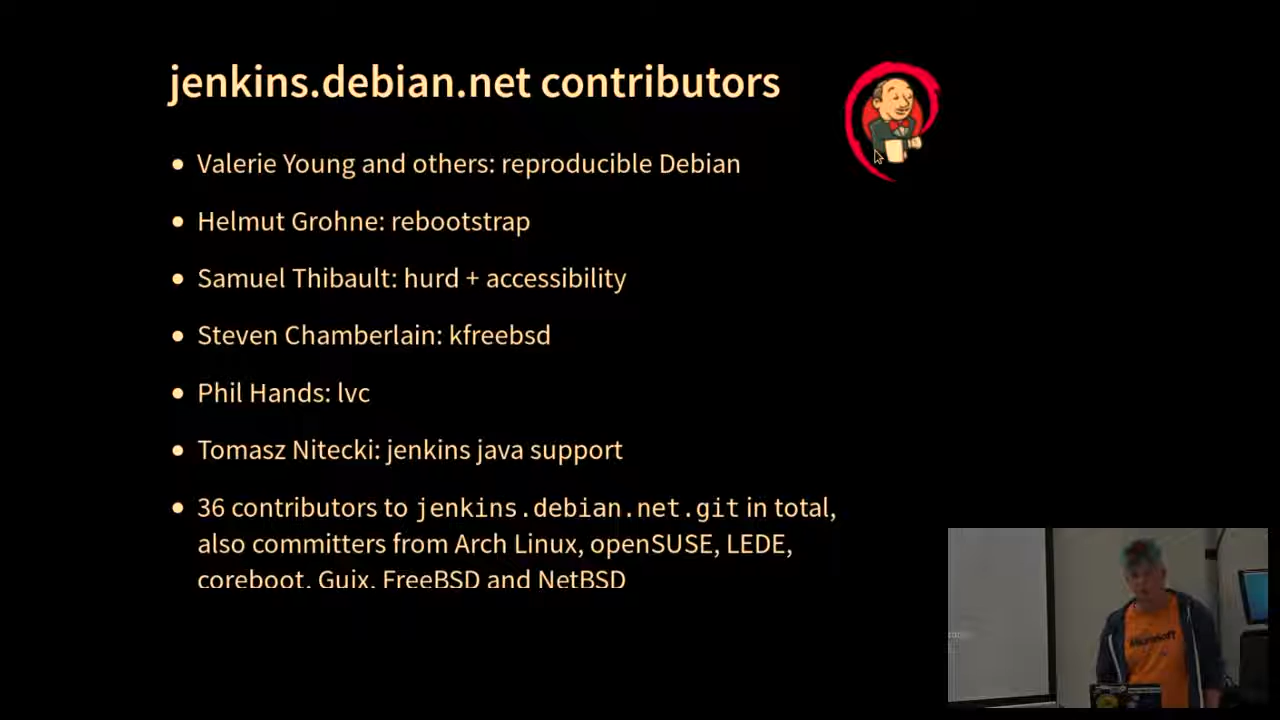 jenkins.debian.net contributors
• Valerie Young and others: reproducible Debian
• Helmut Grohne: rebootstrap
• Samuel Thibault: hurd + accessibility
• Steven Chamberlain: kfreebsd
• Phil Hands: lvc
• Tomasz Nitecki: jenkins java support
• 36 contributors to jenkins.debian.net.git in total,
also committers from Arch Linux, openSUSE, LEDE,
coreboot, Guix, FreeBSD and NetBSD
Microsoft